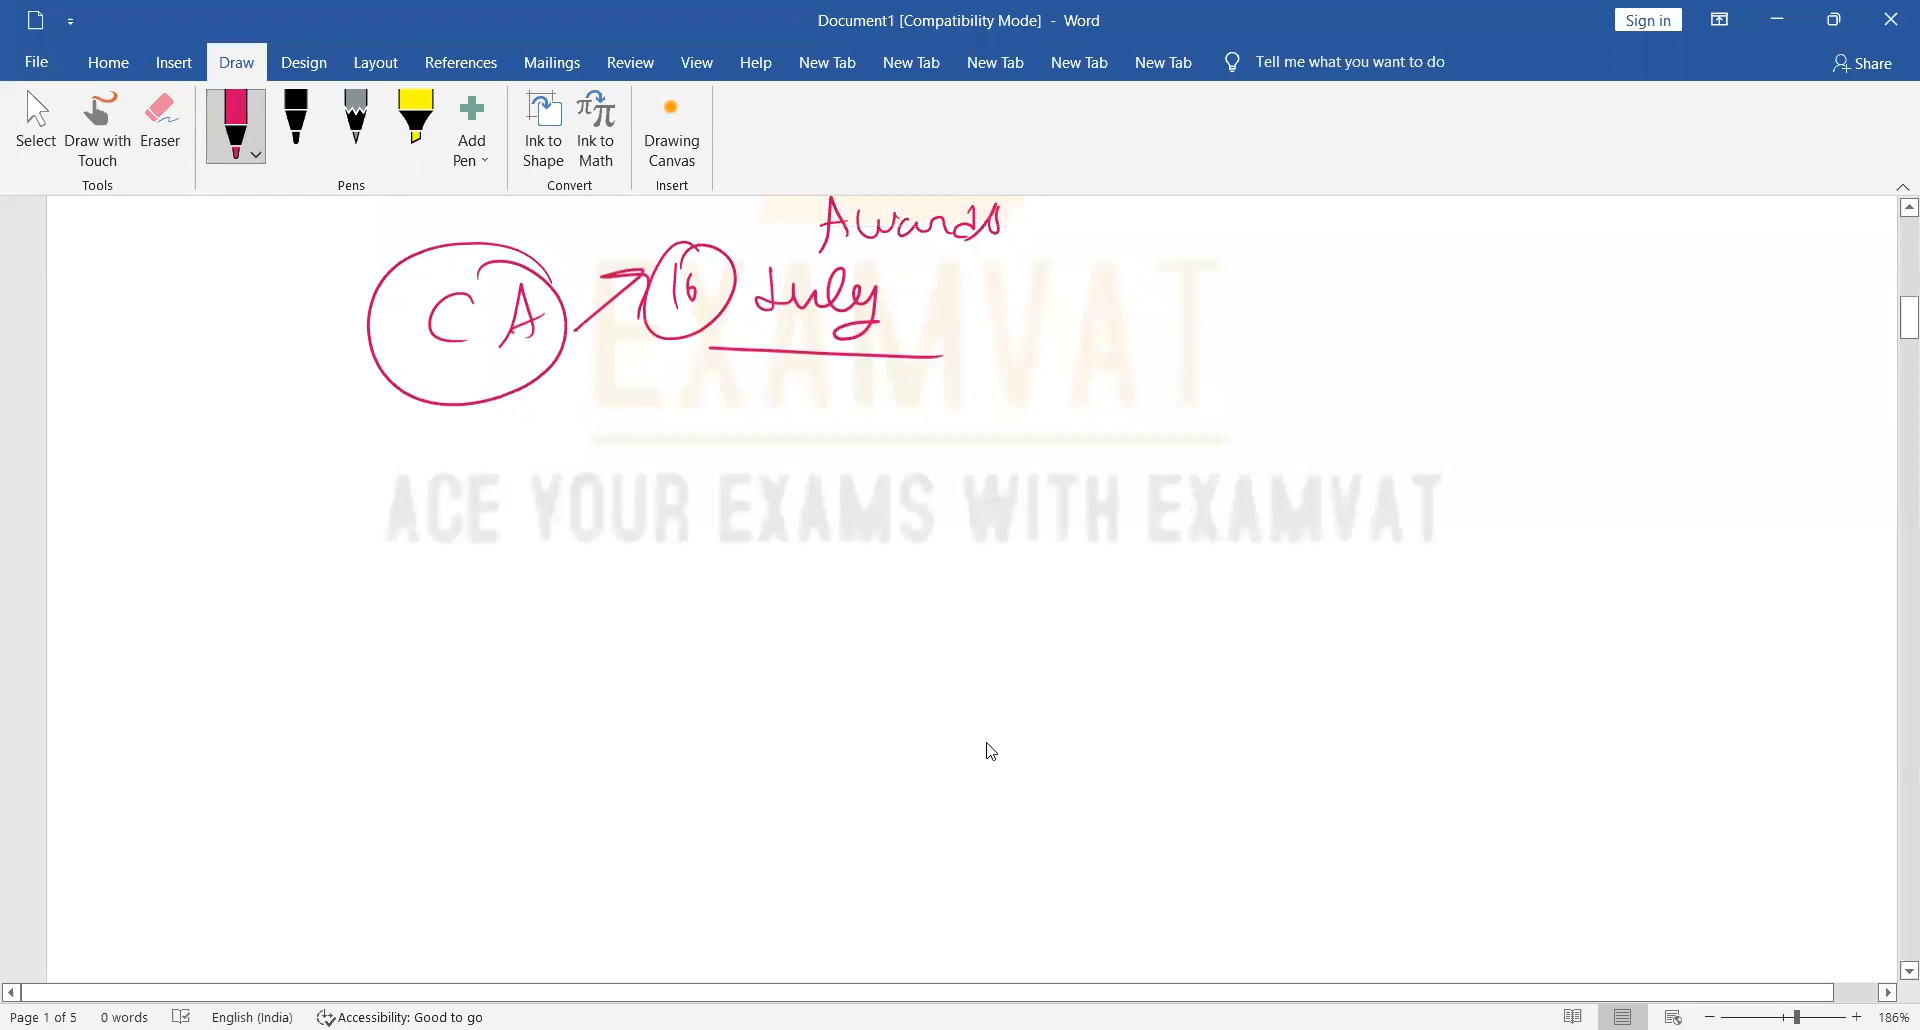 Document1 [Compatibility Mode] - Word
Sign in
File Home Insert Draw Design Layout References Mailings Review View Help New Tab New Tab New Tab New Tab New Tab Tell me what you want to do Share
Select Draw with Touch Eraser Add Pen Ink to Shape Ink to Math Drawing Canvas
Tools Pens Convert Insert
Awards
CA 16 July
EXAMVAT
ACE YOUR EXAMS WITH EXAMVAT
Page 1 of 5 0 words English (India) Accessibility: Good to go 186%